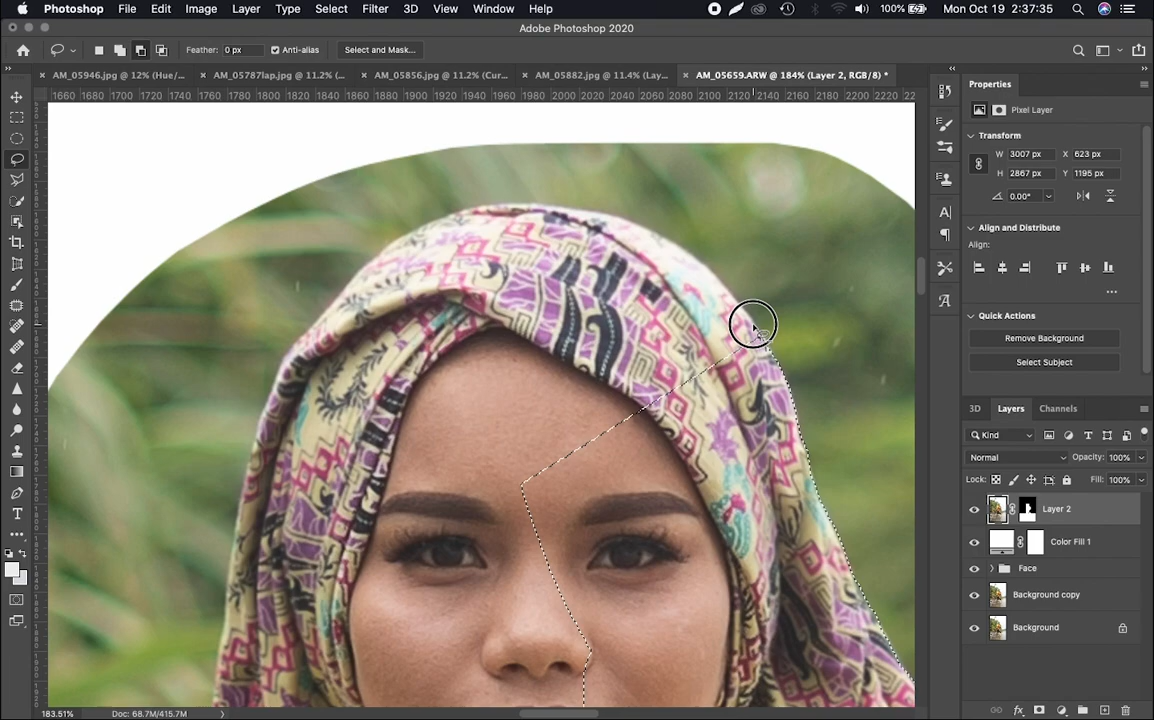 Photoshop File Edit Image Layer Type Select Filter 3D View Window Help 100% Mon Oct 19 2:37:35
Adobe Photoshop 2020
Feather: 0 px Anti-alias Select and Mask...
AM_05946.jpg @ 12% (Hue/... AM_05787lap.jpg @ 11.2% (... AM_05856.jpg @ 11.2% (Cur... AM_05882.jpg @ 11.4% (Lay... AM_05659.ARW @ 184% (Layer 2, RGB/8) *
1660 1680 1700 1720 1740 1760 1780 1800 1820 1840 1860 1880 1900 1920 1940 1960 1980 2000 2020 2040 2060 2080 2100 2120 2140 2160 2180 2200 2220 22
Properties
Pixel Layer
Transform
W 3007 px X 623 px
H 2867 px Y 1195 px
0.00°
Align and Distribute
Align:
Quick Actions
Remove Background
Select Subject
3D Layers Channels
Kind
Normal Opacity: 100%
Lock: Fill: 100%
Layer 2
Color Fill 1
Face
Background copy
Background
183.51% Doc: 68.7M/415.7M